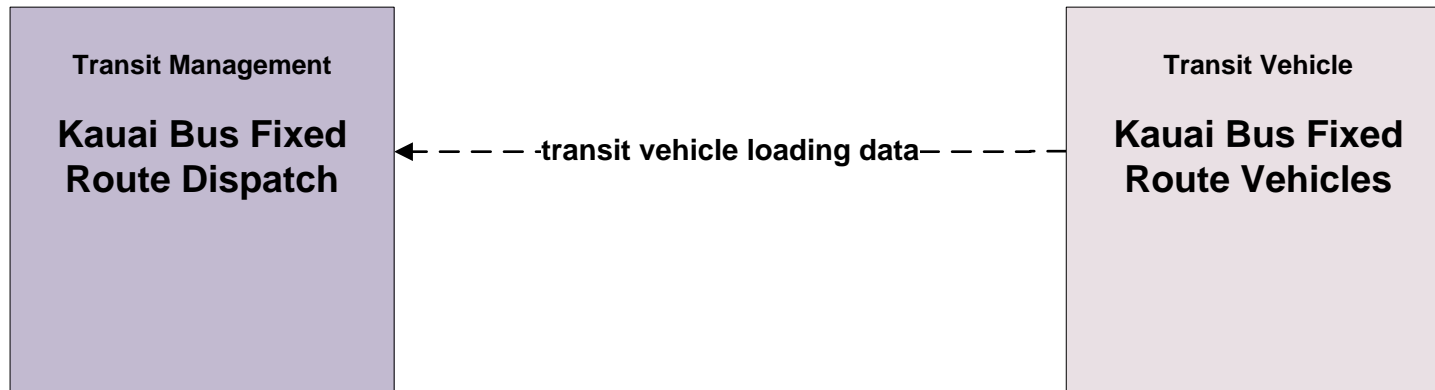 Transit Management
Kauai Bus Fixed
Route Dispatch
transit vehicle loading data
Transit Vehicle
Kauai Bus Fixed
Route Vehicles